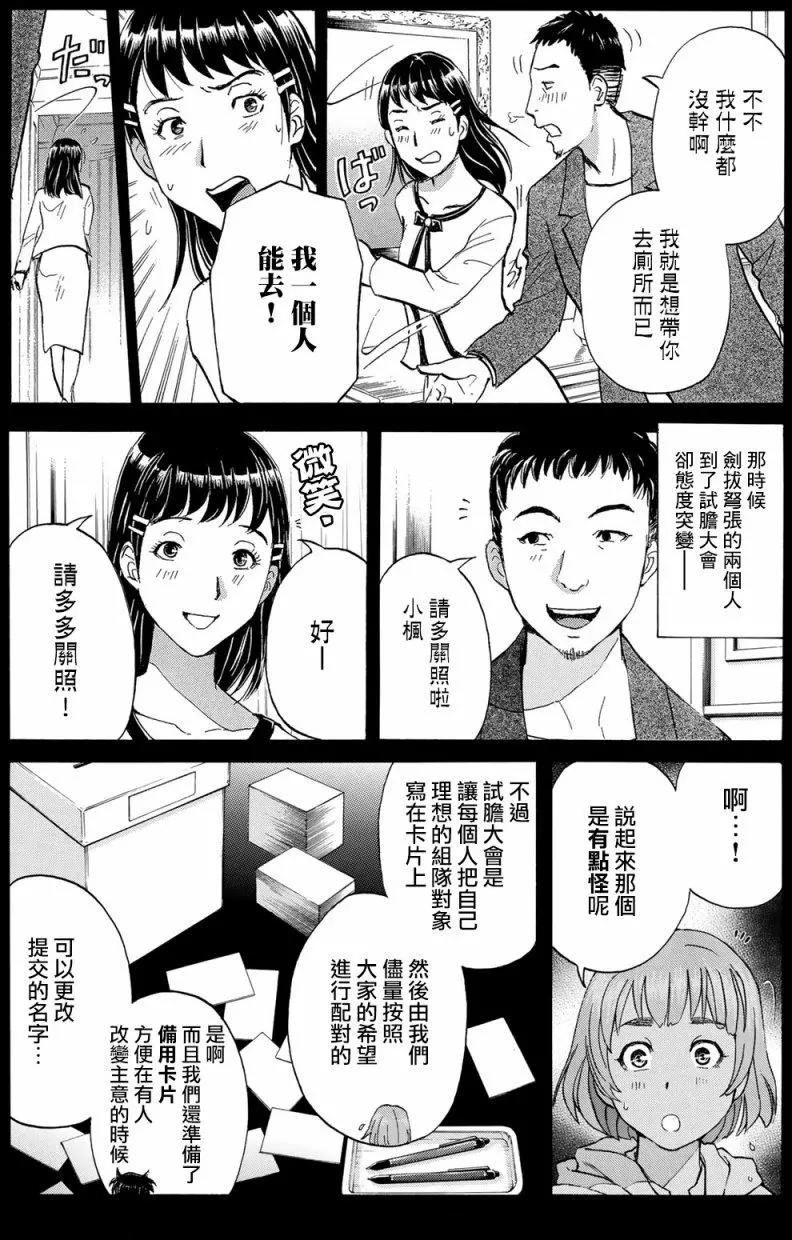 不不
我什麼都
沒幹啊
我就是想帶你
去廁所而已
ばっ
我一個人
能去！
だっ
那時候
劍拔弩張的兩個人
到了試膽大會
卻態度突變——
請多多關照啦
小楓
微笑．
好—
請多多關照！
啊…！
說起來那個
是有點怪呢
不過
試膽大會是
讓每個人把自己
理想的組隊對象
寫在卡片上
然後由我們
儘量按照
大家的希望
進行配對的
是啊
而且我們還準備了
備用卡片
方便在有人
改變主意的時候
可以更改
提交的名字…